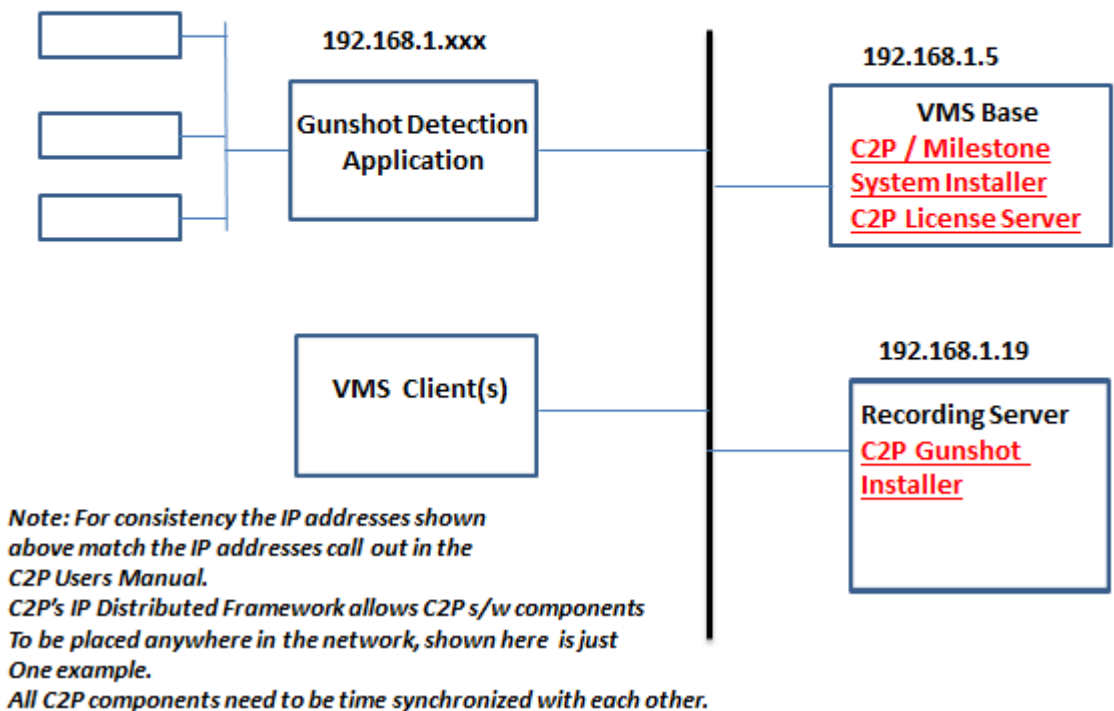 192.168.1.xxx
Gunshot Detection
Application
192.168.1.5
VMS Base
C2P / Milestone
System Installer
C2P License Server
VMS Client(s)
192.168.1.19
Recording Server
C2P Gunshot
Installer
Note: For consistency the IP addresses shown
above match the IP addresses call out in the
C2P Users Manual.
C2P's IP Distributed Framework allows C2P s/w components
To be placed anywhere in the network, shown here is just
One example.
All C2P components need to be time synchronized with each other.